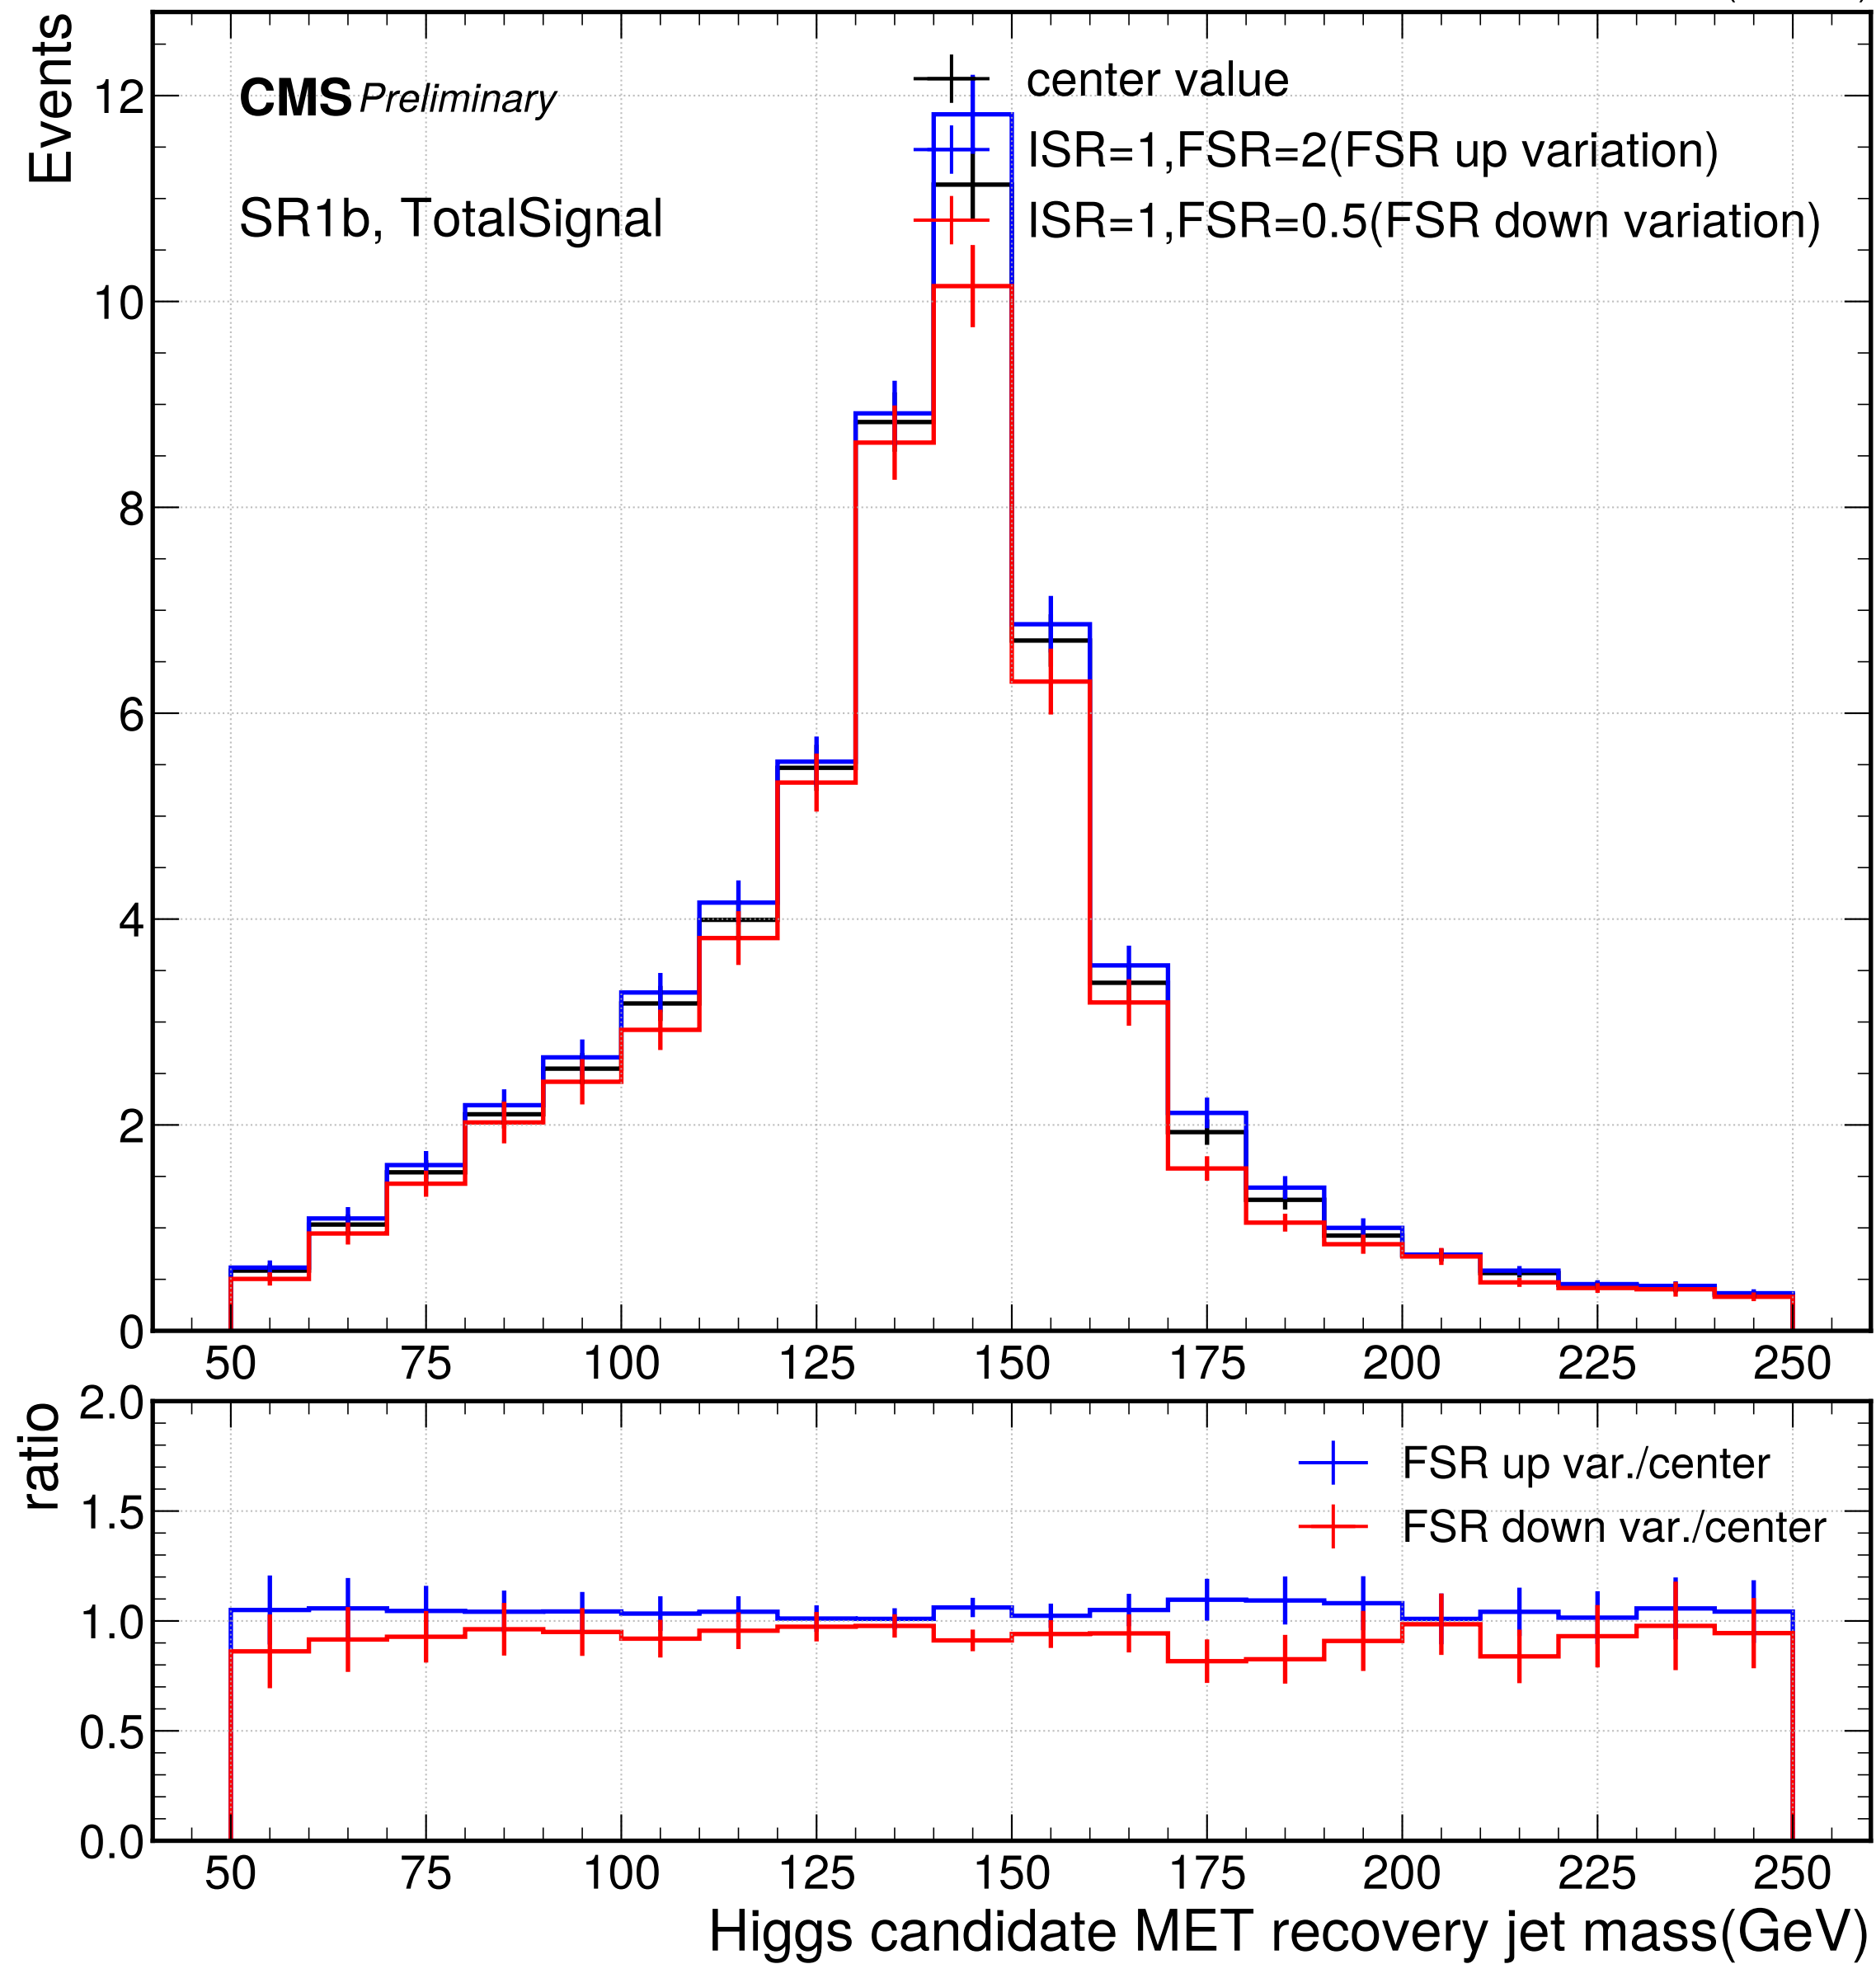 Events
12
10
8
6
4
2
0
CMS Preliminary
SR1b, TotalSignal
center value
ISR=1,FSR=2(FSR up variation)
ISR=1,FSR=0.5(FSR down variation)
50 75 100 125 150 175 200 225 250
ratio
2.0
1.5
1.0
0.5
0.0
FSR up var./center
FSR down var./center
50 75 100 125 150 175 200 225 250
Higgs candidate MET recovery jet mass(GeV)